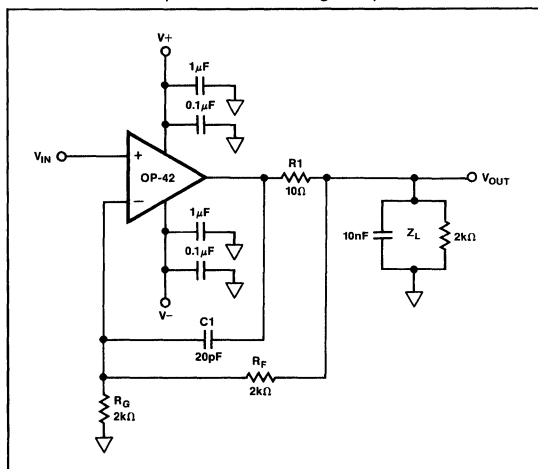 V+
1μF
0.1μF
VIN
+
OP-42
−
R1
10Ω
VOUT
10nF
ZL
2kΩ
1μF
0.1μF
V−
C1
20pF
RF
2kΩ
RG
2kΩ